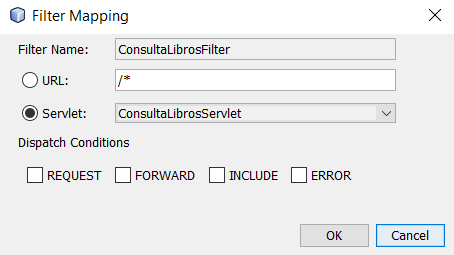 Filter Mapping
Filter Name: ConsultaLibrosFilter
URL: /*
Servlet: ConsultaLibrosServlet
Dispatch Conditions
REQUEST FORWARD INCLUDE ERROR
OK Cancel